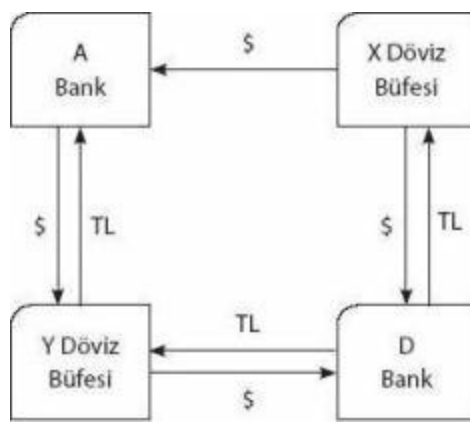 A
Bank
$
X Döviz
Büfesi
$
TL
$
TL
Y Döviz
Büfesi
TL
$
D
Bank